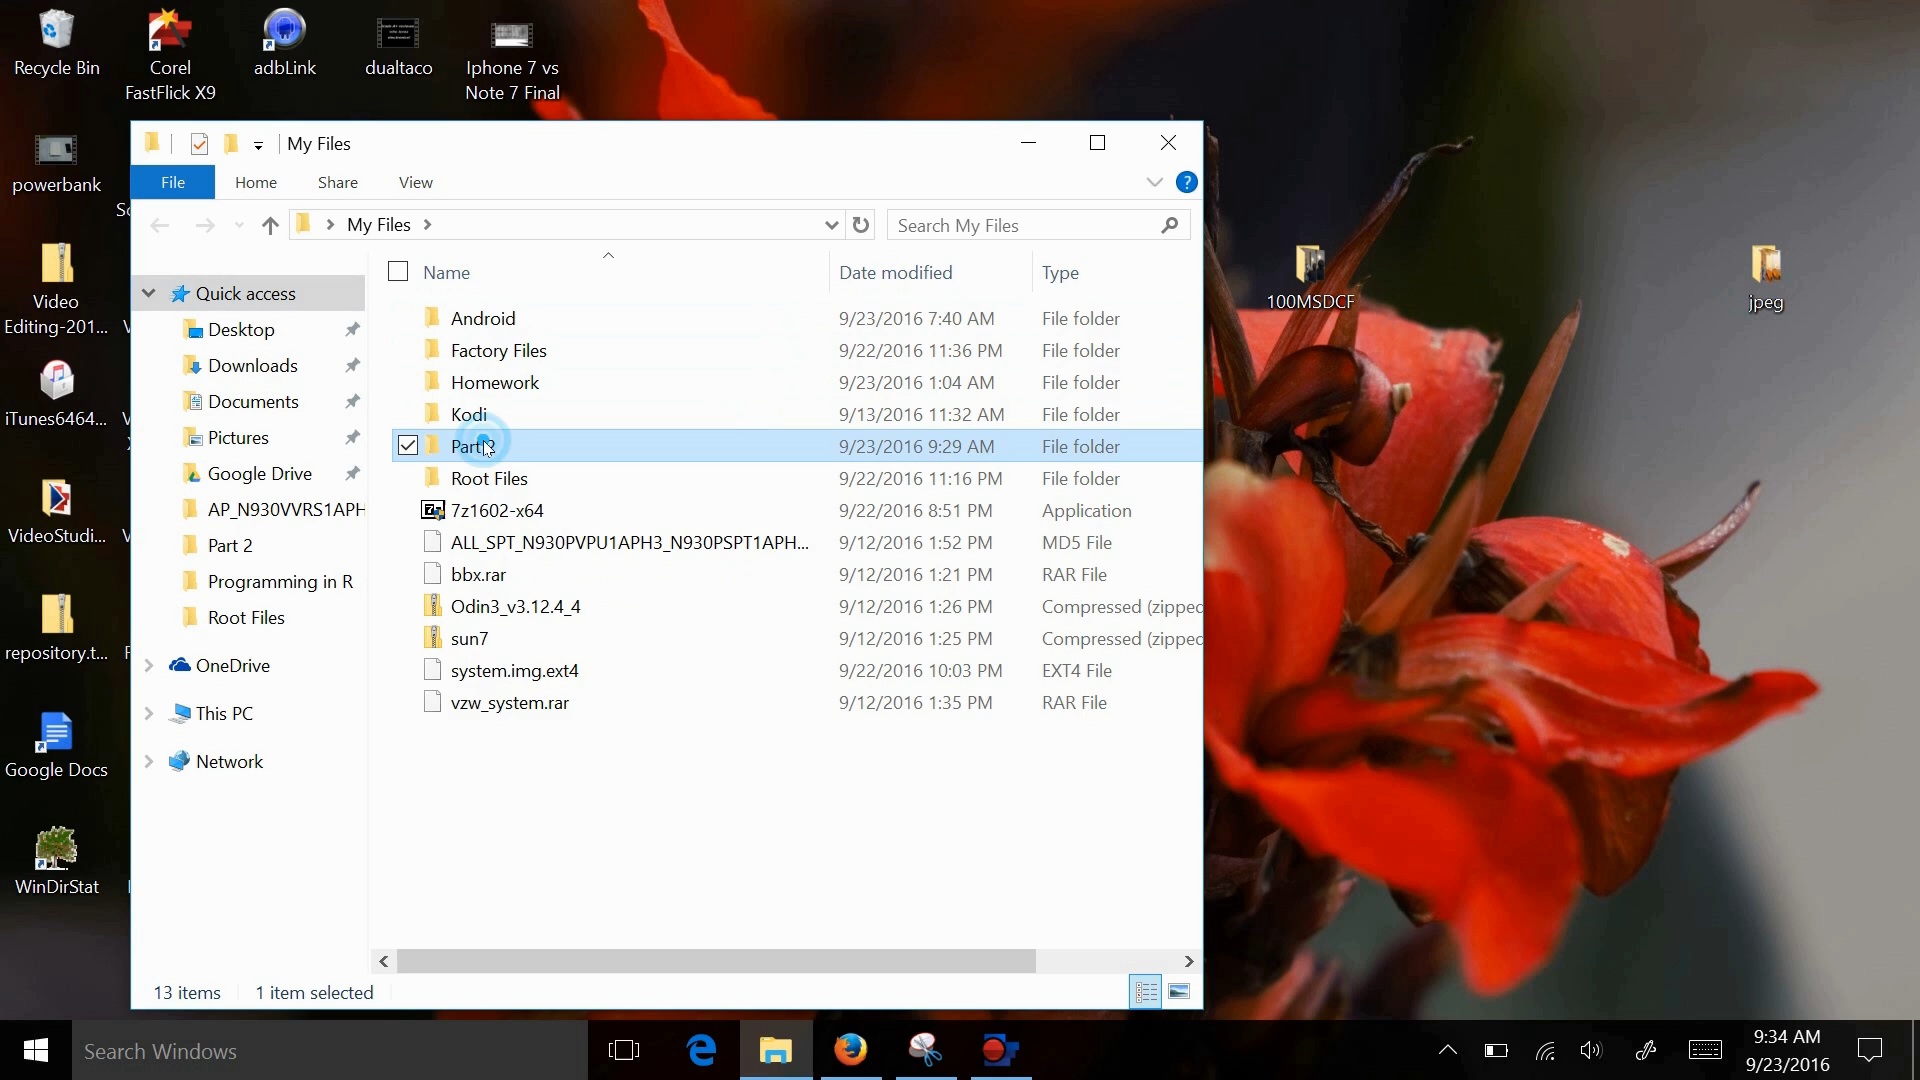 Recycle Bin
Corel
FastFlick X9
adbLink
dualtaco
Iphone 7 vs
Note 7 Final
powerbank
Video
Editing-201...
iTunes6464...
VideoStudi...
repository.t...
Google Docs
WinDirStat
My Files
File
Home
Share
View
?
My Files
Search My Files
Name
Date modified
Type
Quick access
Desktop
Downloads
Documents
Pictures
Google Drive
AP_N930VVRS1APH
Part 2
Programming in R
Root Files
OneDrive
This PC
Network
Android 9/23/2016 7:40 AM File folder
Factory Files 9/22/2016 11:36 PM File folder
Homework 9/23/2016 1:04 AM File folder
Kodi 9/13/2016 11:32 AM File folder
Part 2 9/23/2016 9:29 AM File folder
Root Files 9/22/2016 11:16 PM File folder
7z1602-x64 9/22/2016 8:51 PM Application
ALL_SPT_N930PVPU1APH3_N930PSPT1APH... 9/12/2016 1:52 PM MD5 File
bbx.rar 9/12/2016 1:21 PM RAR File
Odin3_v3.12.4_4 9/12/2016 1:26 PM Compressed (zipped
sun7 9/12/2016 1:25 PM Compressed (zipped
system.img.ext4 9/22/2016 10:03 PM EXT4 File
vzw_system.rar 9/12/2016 1:35 PM RAR File
13 items
1 item selected
100MSDCF
jpeg
Search Windows
9:34 AM
9/23/2016